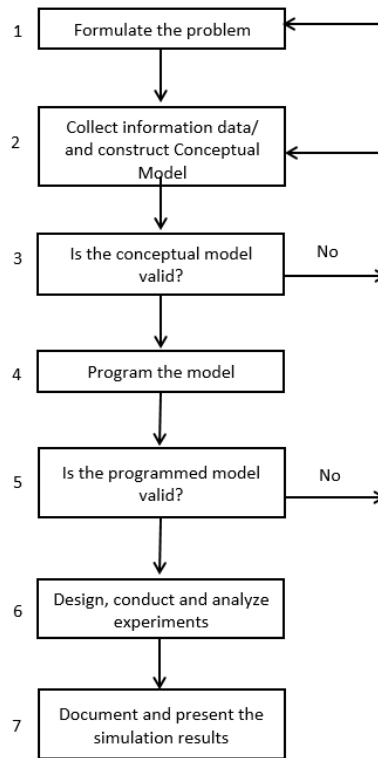 1
Formulate the problem
2
Collect information data/
and construct Conceptual
Model
3
Is the conceptual model
valid?
No
4
Program the model
5
Is the programmed model
valid?
No
6
Design, conduct and analyze
experiments
7
Document and present the
simulation results